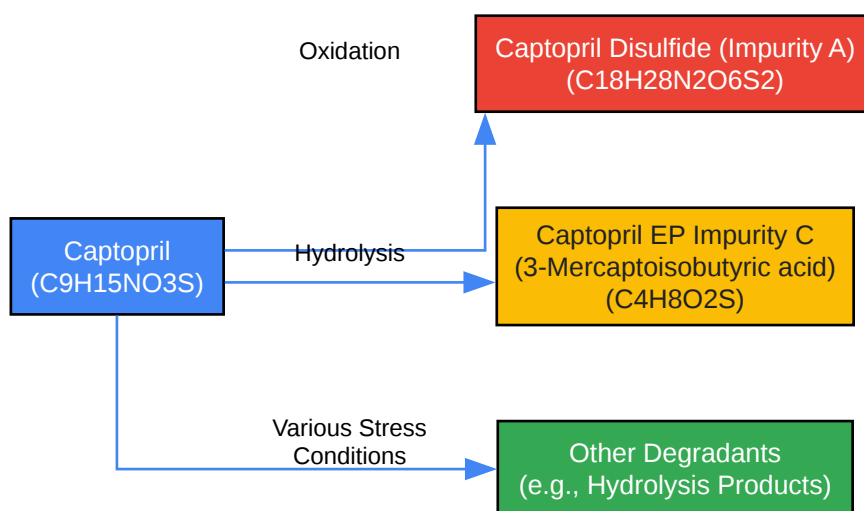 Oxidation
Captopril Disulfide (Impurity A)
(C18H28N2O6S2)
Captopril
(C9H15NO3S)
Hydrolysis
Captopril EP Impurity C
(3-Mercaptoisobutyric acid)
(C4H8O2S)
Various Stress
Conditions
Other Degradants
(e.g., Hydrolysis Products)